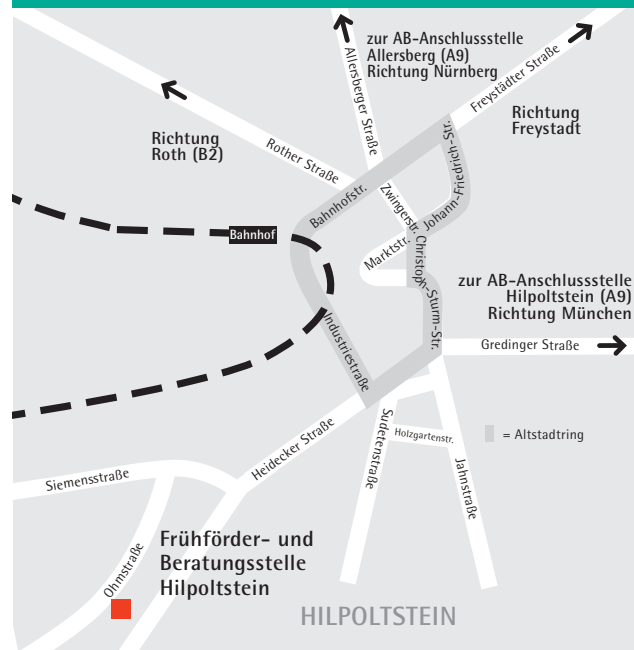 zur AB-Anschlussstelle
Allersberg (A9)
Richtung Nürnberg
Allersberger Straße
Freystädter Straße
Richtung
Freystadt
Richtung
Roth (B2)
Rother Straße
Bahnhofstr.
Zwingerstr.
Johann-Friedrich-Str.
Bahnhof
Marktstr.
Christoph-Sturm-Str.
zur AB-Anschlussstelle
Hilpoltstein (A9)
Richtung München
Industriestraße
Gredinger Straße
Heidecker Straße
Sudetenstraße
Holzgartenstr.
= Altstadtring
Siemensstraße
Jahnstraße
Ohmstraße
Frühförder- und
Beratungsstelle
Hilpoltstein
HILPOLTSTEIN